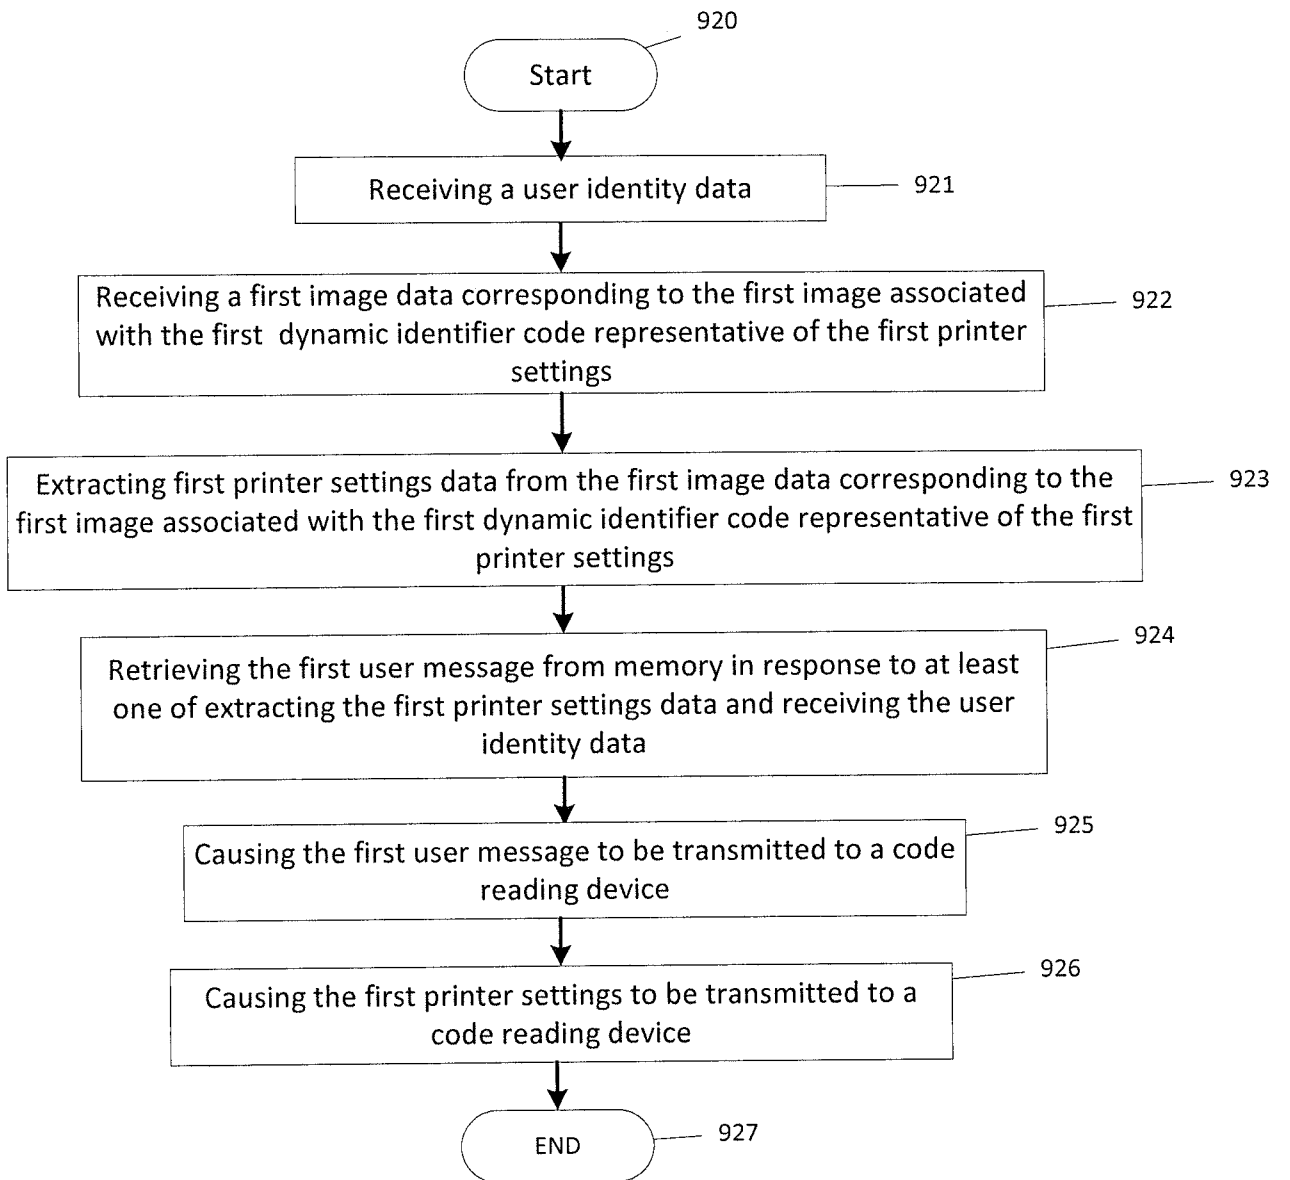 920
Start
Receiving a user identity data
921
Receiving a first image data corresponding to the first image associated
with the first dynamic identifier code representative of the first printer
settings
922
Extracting first printer settings data from the first image data corresponding to the
first image associated with the first dynamic identifier code representative of the first
printer settings
923
Retrieving the first user message from memory in response to at least
one of extracting the first printer settings data and receiving the user
identity data
924
Causing the first user message to be transmitted to a code
reading device
925
Causing the first printer settings to be transmitted to a
code reading device
926
END
927